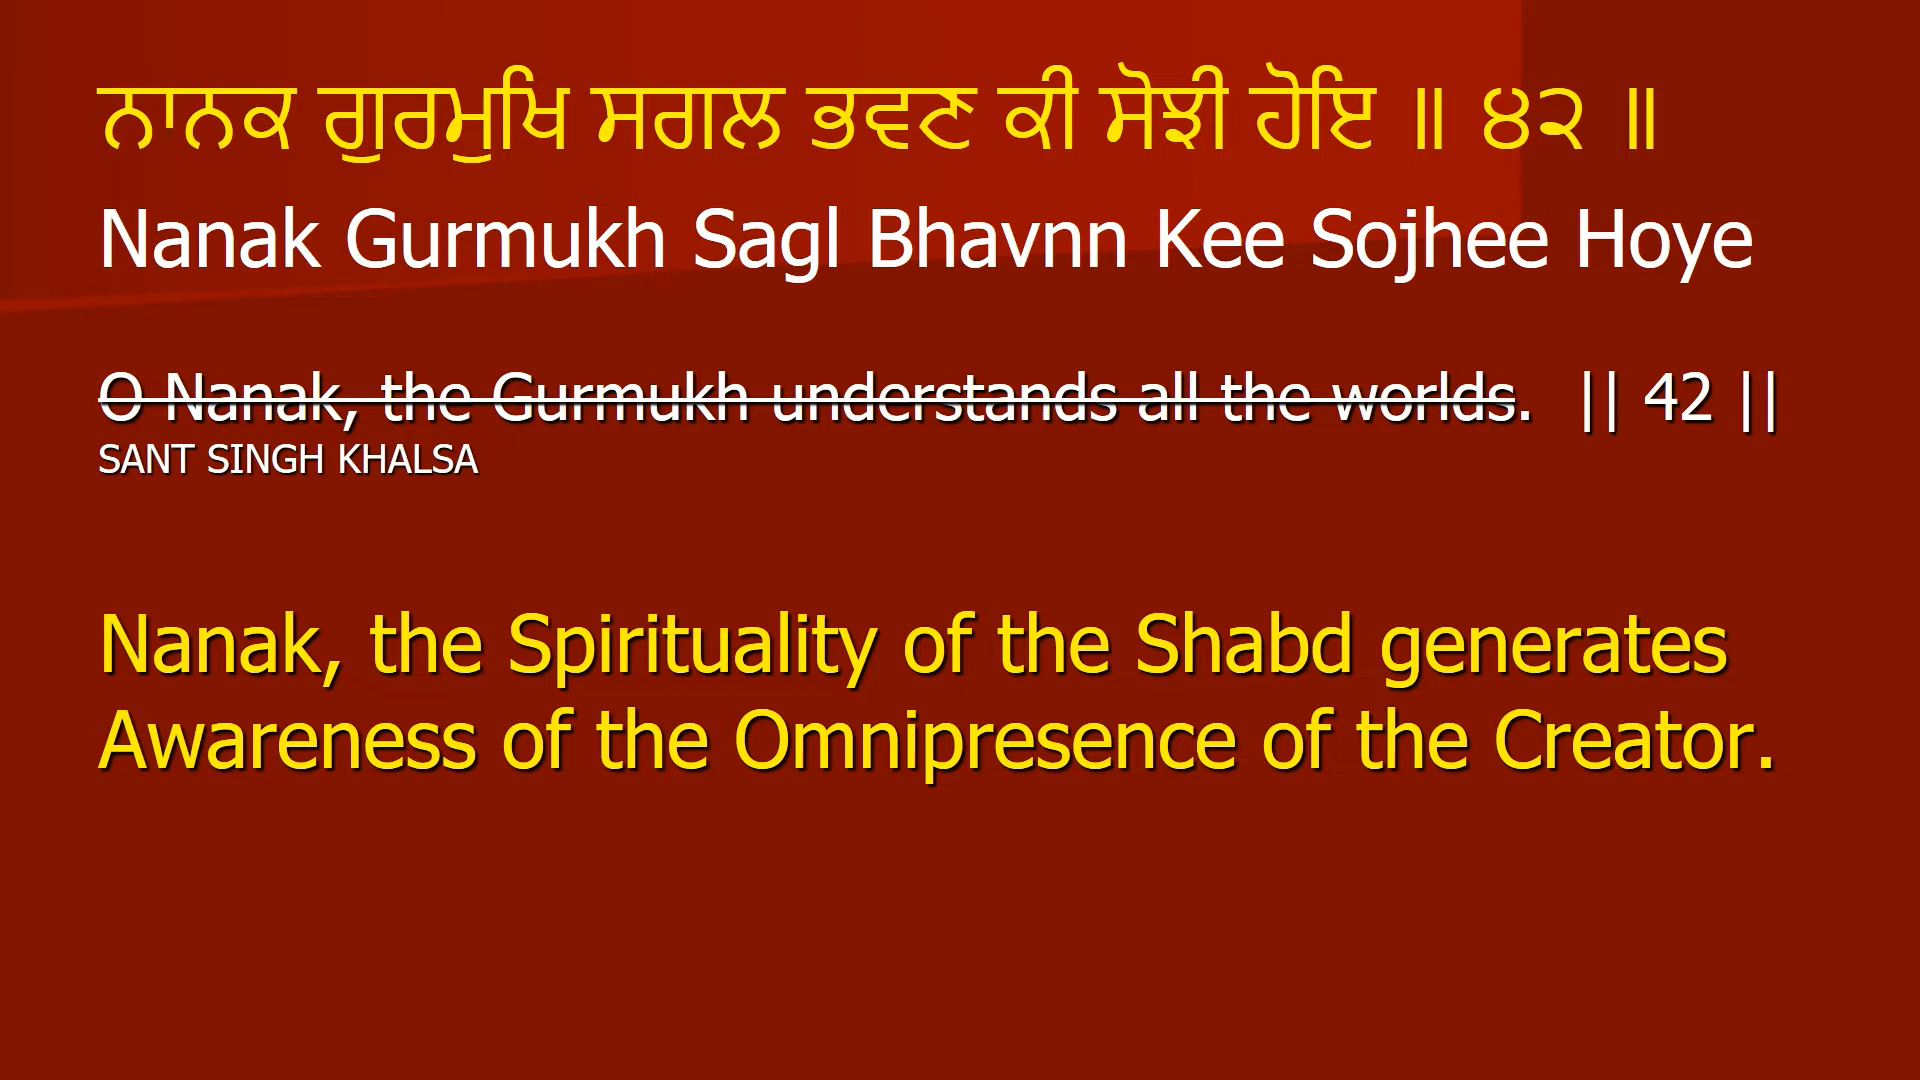 ਨਾਨਕ ਗੁਰਮੁਖਿ ਸਗਲ ਭਵਣ ਕੀ ਸੋਝੀ ਹੋਇ ॥ ੪੨ ॥
Nanak Gurmukh Sagl Bhavnn Kee Sojhee Hoye
O Nanak, the Gurmukh understands all the worlds. || 42 ||
SANT SINGH KHALSA
Nanak, the Spirituality of the Shabd generates
Awareness of the Omnipresence of the Creator.